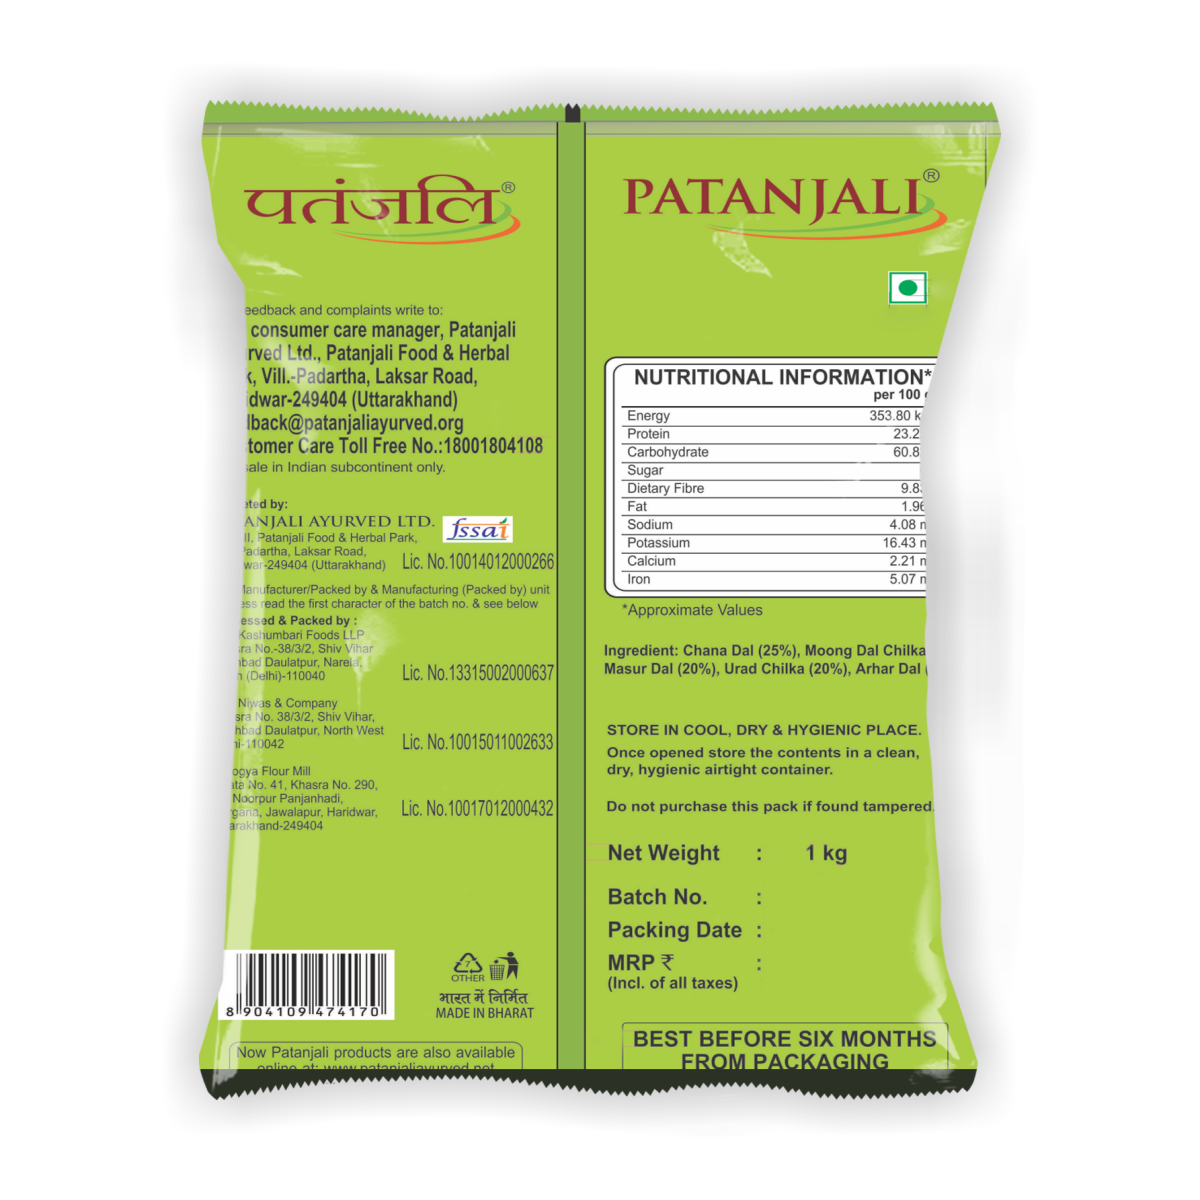 पतंजलि®
eedback and complaints write to:
consumer care manager, Patanjali
rved Ltd., Patanjali Food & Herbal
k, Vill.-Padartha, Laksar Road,
idwar-249404 (Uttarakhand)
dback@patanjaliayurved.org
tomer Care Toll Free No.:18001804108
sale in Indian subcontinent only.
eted by:
ANJALI AYURVED LTD.
fssai
II, Patanjali Food & Herbal Park,
Padartha, Laksar Road,
war-249404 (Uttarakhand)
Lic. No.10014012000266
Manufacturer/Packed by & Manufacturing (Packed by) unit
ess read the first character of the batch no. & see below
essed & Packed by :
Kashumbari Foods LLP
sra No.-38/3/2, Shiv Vihar
hbad Daulatpur, Narela,
h (Delhi)-110040
Lic. No.13315002000637
Niwas & Company
sra No. 38/3/2, Shiv Vihar,
hbad Daulatpur, North West
hi-110042
Lic. No.10015011002633
ogya Flour Mill
ata No. 41, Khasra No. 290,
Noorpur Panjanhadi,
rgana, Jawalapur, Haridwar,
arakhand-249404
Lic. No.10017012000432
8 904109 474170
7
OTHER
भारत में निर्मित
MADE IN BHARAT
Now Patanjali products are also available
online at: www.patanjaliayurved.net
PATANJALI®
NUTRITIONAL INFORMATION*
per 100
Energy 353.80 k
Protein 23.2
Carbohydrate 60.8
Sugar
Dietary Fibre 9.83
Fat 1.96
Sodium 4.08 m
Potassium 16.43 m
Calcium 2.21 m
Iron 5.07 m
*Approximate Values
Ingredient: Chana Dal (25%), Moong Dal Chilka
Masur Dal (20%), Urad Chilka (20%), Arhar Dal (
STORE IN COOL, DRY & HYGIENIC PLACE.
Once opened store the contents in a clean,
dry, hygienic airtight container.
Do not purchase this pack if found tampered.
Net Weight : 1 kg
Batch No. :
Packing Date :
MRP ₹ :
(Incl. of all taxes)
BEST BEFORE SIX MONTHS
FROM PACKAGING